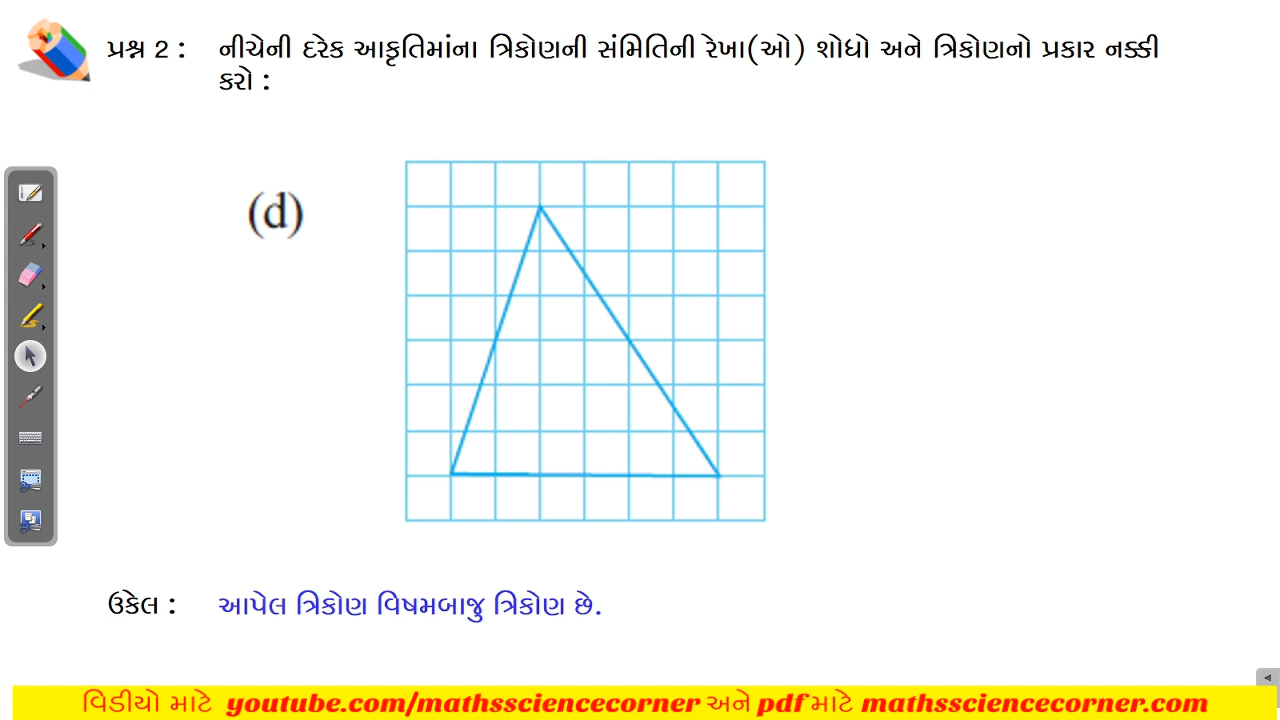 પ્રશ્ન 2 : નીચેની દરેક આકૃતિમાંના ત્રિકોણની સંમિતિની રેખા(ઓ) શોધો અને ત્રિકોણનો પ્રકાર નક્કી
કરો :
(d)
ઉકેલ : આપેલ ત્રિકોણ વિષમબાજુ ત્રિકોણ છે.
વિડીયો માટે youtube.com/mathssciencecorner અને pdf માટે mathssciencecorner.com